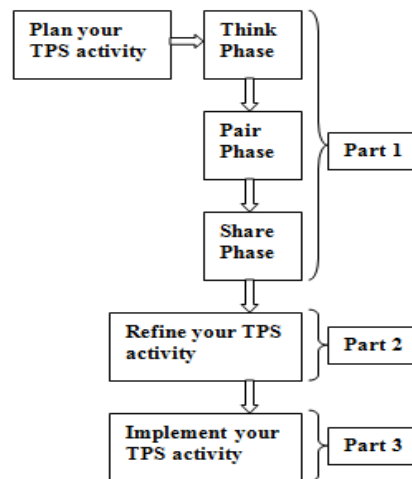 Plan your
TPS activity
Think
Phase
Pair
Phase
Part 1
Share
Phase
Refine your TPS
activity
Part 2
Implement your
TPS activity
Part 3